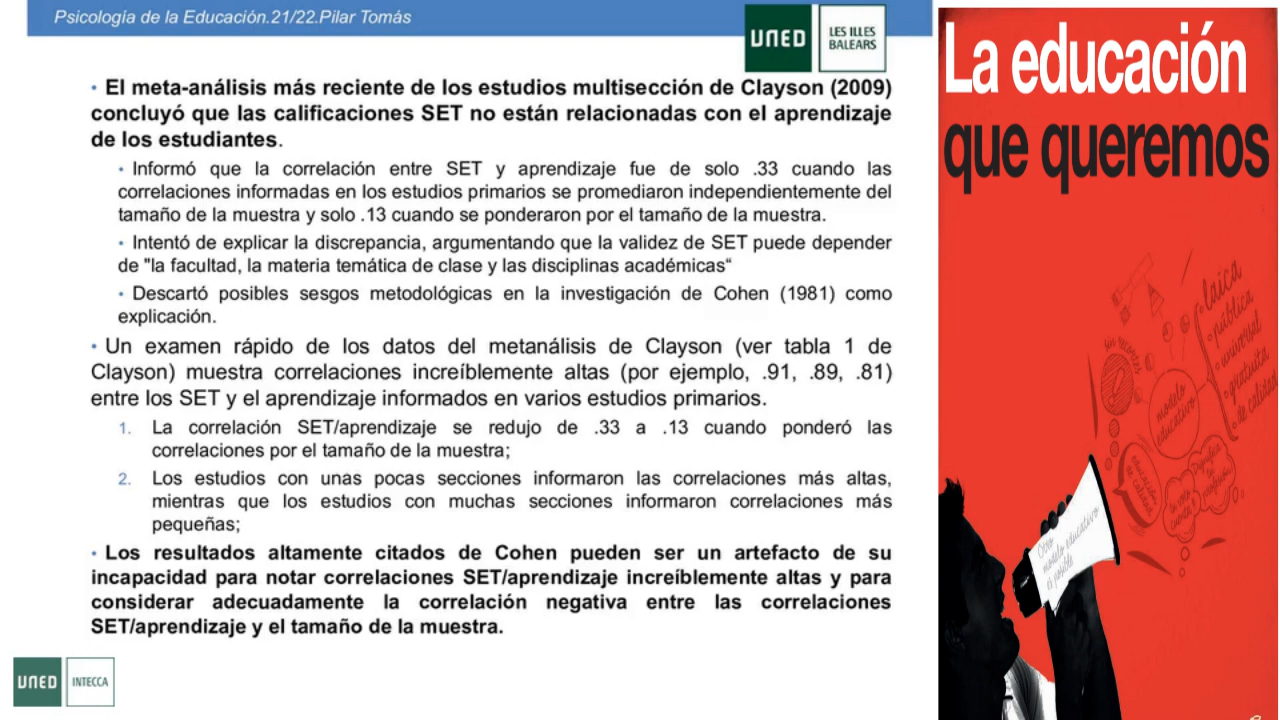 Psicología de la Educación.21/22.Pilar Tomás
UNED
LES ILLES
BALEARS
• El meta-análisis más reciente de los estudios multisección de Clayson (2009)
concluyó que las calificaciones SET no están relacionadas con el aprendizaje
de los estudiantes.
• Informó que la correlación entre SET y aprendizaje fue de solo .33 cuando las
correlaciones informadas en los estudios primarios se promediaron independientemente del
tamaño de la muestra y solo .13 cuando se ponderaron por el tamaño de la muestra.
• Intentó de explicar la discrepancia, argumentando que la validez de SET puede depender
de "la facultad, la materia temática de clase y las disciplinas académicas“
• Descartó posibles sesgos metodológicas en la investigación de Cohen (1981) como
explicación.
• Un examen rápido de los datos del metanálisis de Clayson (ver tabla 1 de
Clayson) muestra correlaciones increíblemente altas (por ejemplo, .91, .89, .81)
entre los SET y el aprendizaje informados en varios estudios primarios.
1. La correlación SET/aprendizaje se redujo de .33 a .13 cuando ponderó las
correlaciones por el tamaño de la muestra;
2. Los estudios con unas pocas secciones informaron las correlaciones más altas,
mientras que los estudios con muchas secciones informaron correlaciones más
pequeñas;
• Los resultados altamente citados de Cohen pueden ser un artefacto de su
incapacidad para notar correlaciones SET/aprendizaje increíblemente altas y para
considerar adecuadamente la correlación negativa entre las correlaciones
SET/aprendizaje y el tamaño de la muestra.
UNED
INTECCA
La educación
que queremos
laica
pública
universal
gratuita
de calidad
sin recortes
modelo
educativo
Otro
modelo educativo
es posible